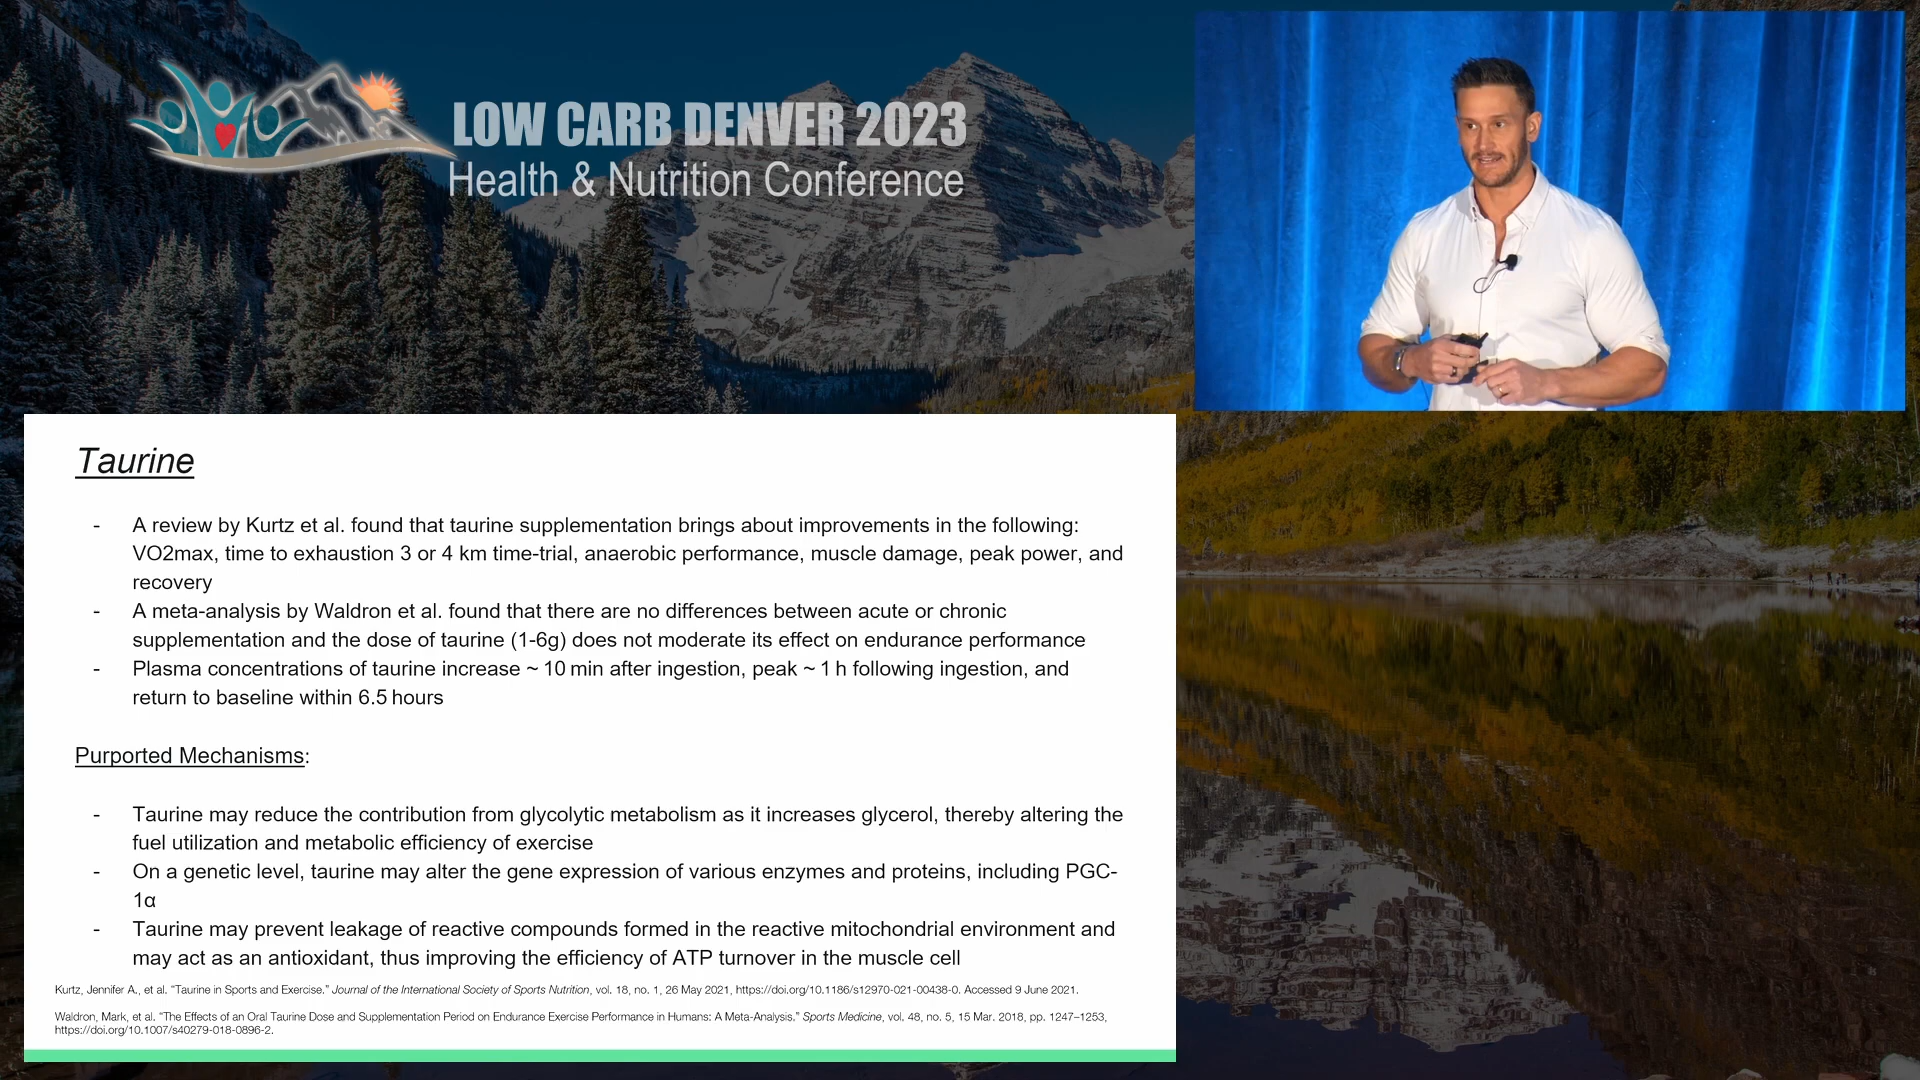 LOW CARB DENVER 2023
Health & Nutrition Conference
Taurine
- A review by Kurtz et al. found that taurine supplementation brings about improvements in the following:
VO2max, time to exhaustion 3 or 4 km time-trial, anaerobic performance, muscle damage, peak power, and
recovery
- A meta-analysis by Waldron et al. found that there are no differences between acute or chronic
supplementation and the dose of taurine (1-6g) does not moderate its effect on endurance performance
- Plasma concentrations of taurine increase ~ 10 min after ingestion, peak ~ 1 h following ingestion, and
return to baseline within 6.5 hours
Purported Mechanisms:
- Taurine may reduce the contribution from glycolytic metabolism as it increases glycerol, thereby altering the
fuel utilization and metabolic efficiency of exercise
- On a genetic level, taurine may alter the gene expression of various enzymes and proteins, including PGC-
1α
- Taurine may prevent leakage of reactive compounds formed in the reactive mitochondrial environment and
may act as an antioxidant, thus improving the efficiency of ATP turnover in the muscle cell
Kurtz, Jennifer A., et al. “Taurine in Sports and Exercise.” Journal of the International Society of Sports Nutrition, vol. 18, no. 1, 26 May 2021, https://doi.org/10.1186/s12970-021-00438-0. Accessed 9 June 2021.
Waldron, Mark, et al. “The Effects of an Oral Taurine Dose and Supplementation Period on Endurance Exercise Performance in Humans: A Meta-Analysis.” Sports Medicine, vol. 48, no. 5, 15 Mar. 2018, pp. 1247–1253,
https://doi.org/10.1007/s40279-018-0896-2.